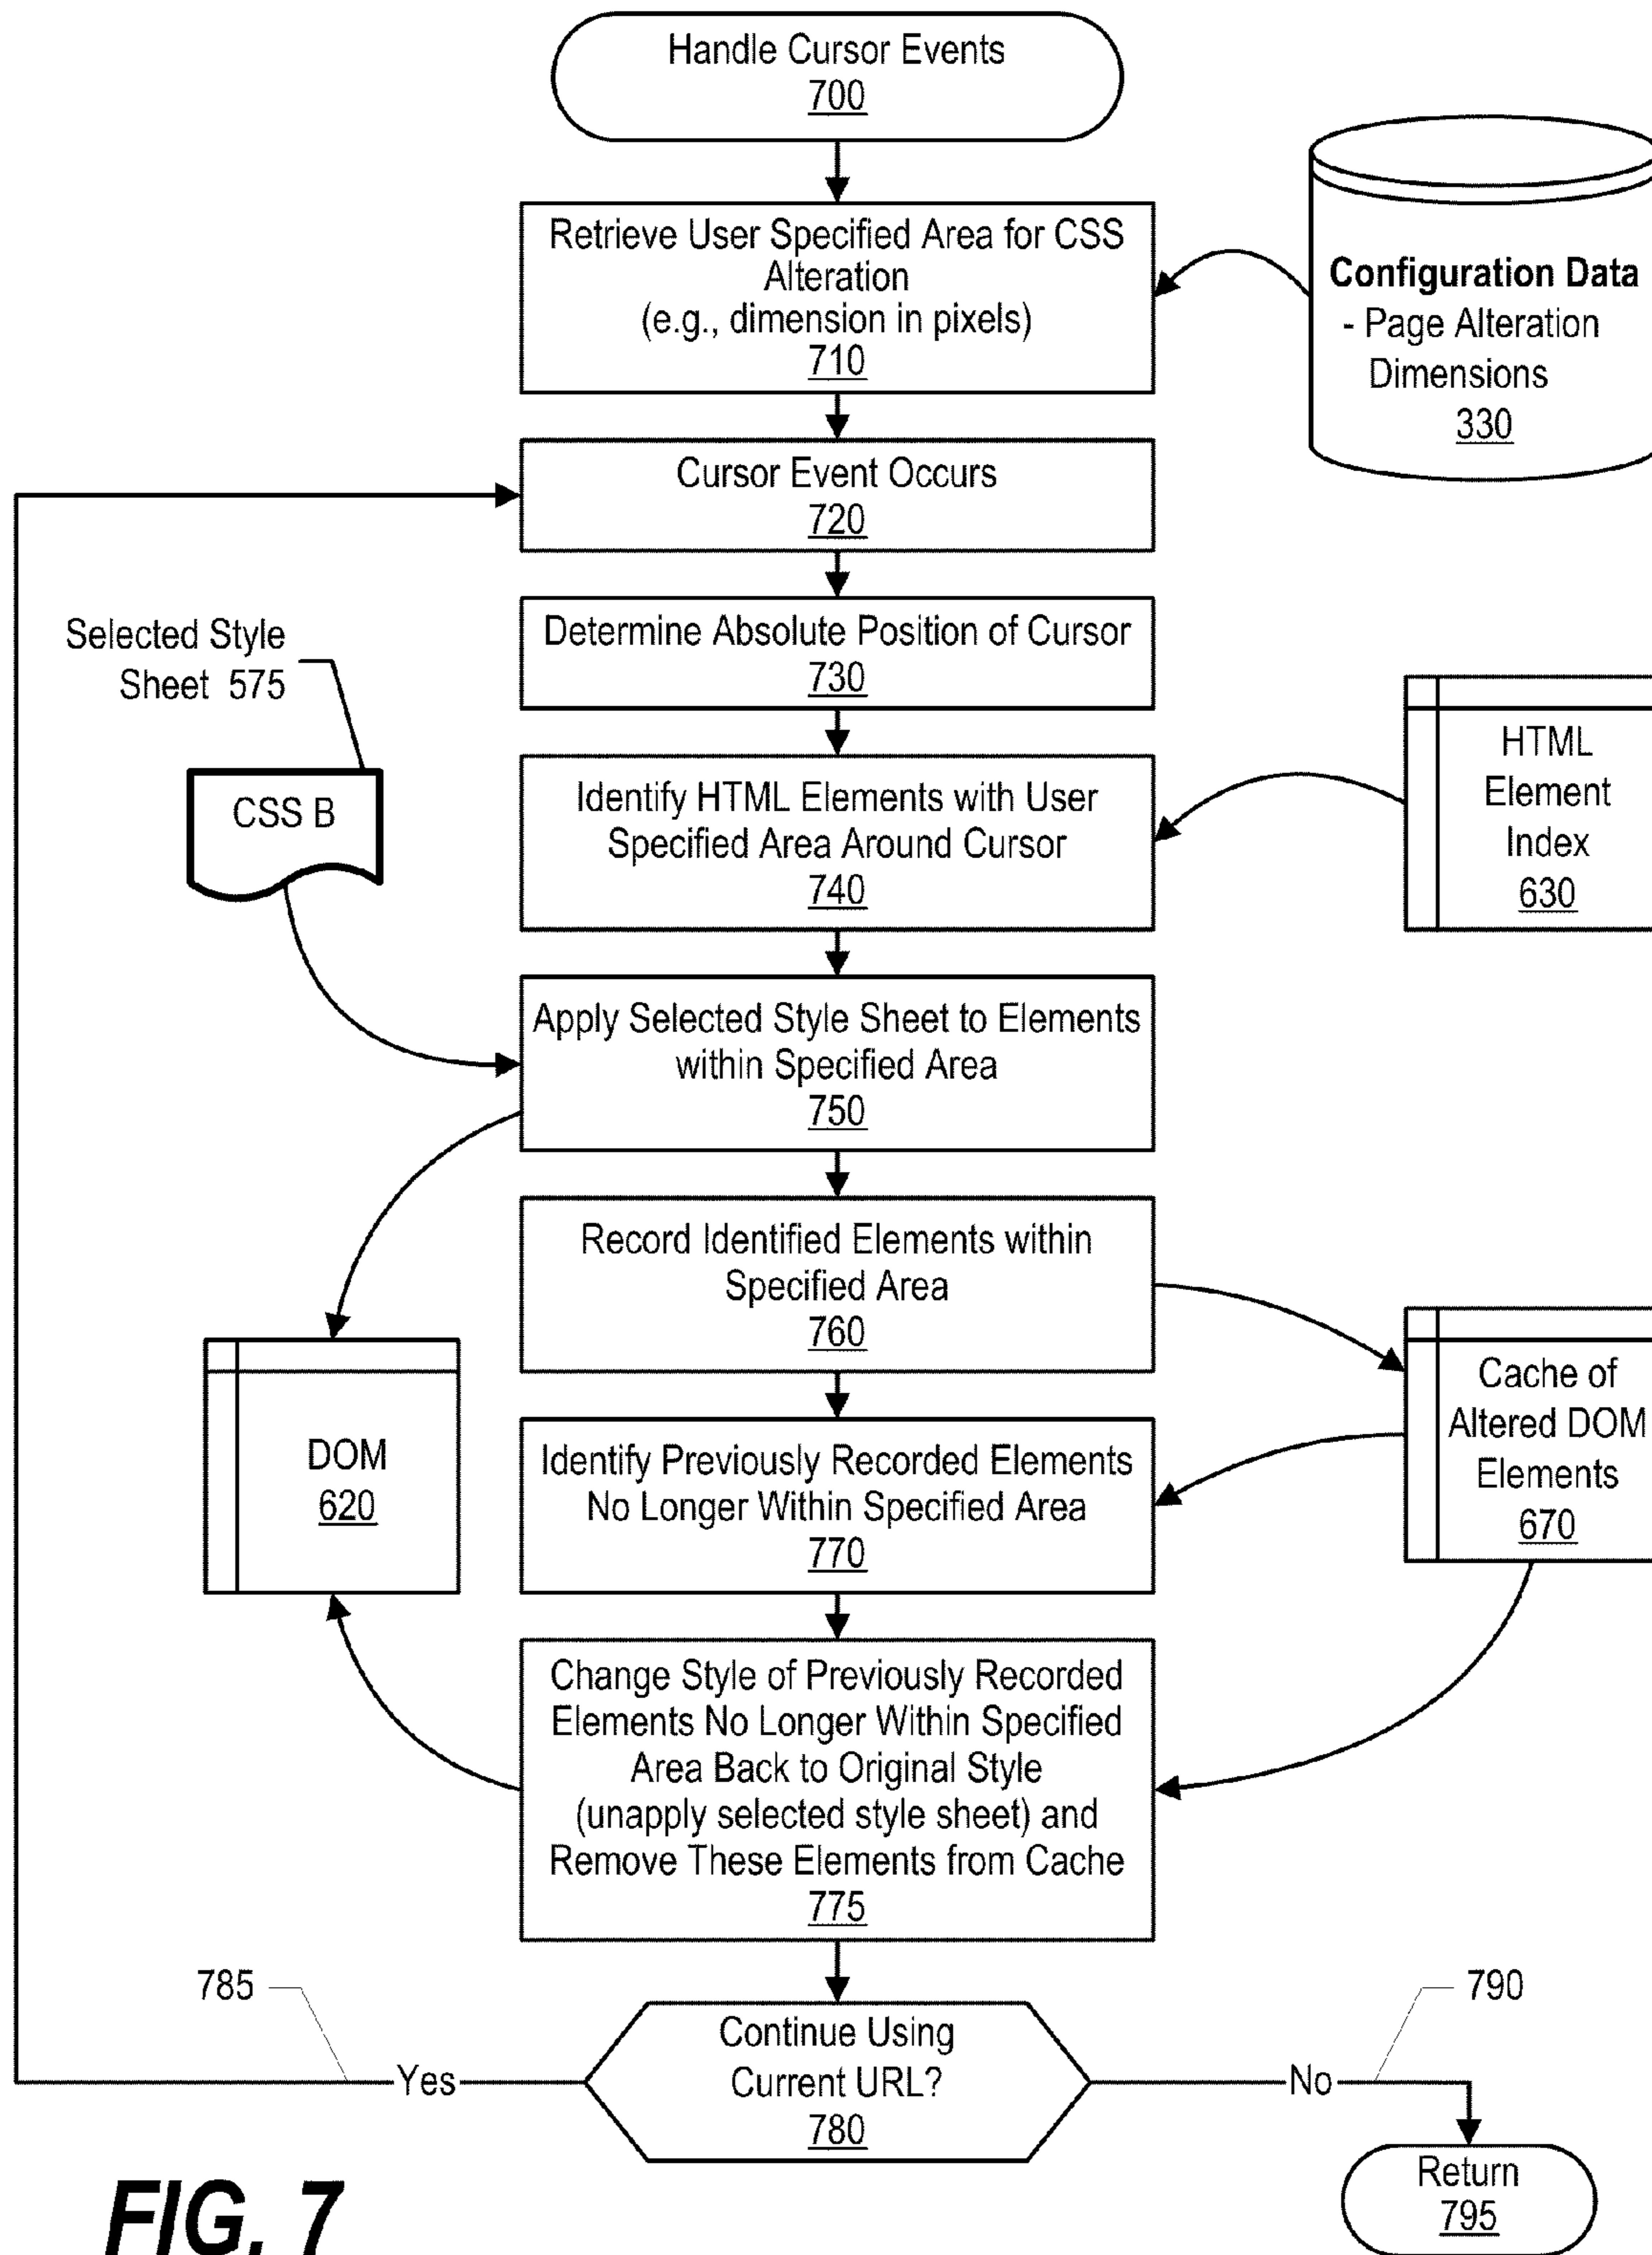 Handle Cursor Events
700
Retrieve User Specified Area for CSS
Alteration
(e.g., dimension in pixels)
710
Configuration Data
- Page Alteration
Dimensions
330
Cursor Event Occurs
720
Determine Absolute Position of Cursor
730
Selected Style
Sheet 575
CSS B
HTML
Element
Index
630
Identify HTML Elements with User
Specified Area Around Cursor
740
Apply Selected Style Sheet to Elements
within Specified Area
750
Record Identified Elements within
Specified Area
760
DOM
620
Cache of
Altered DOM
Elements
670
Identify Previously Recorded Elements
No Longer Within Specified Area
770
Change Style of Previously Recorded
Elements No Longer Within Specified
Area Back to Original Style
(unapply selected style sheet) and
Remove These Elements from Cache
775
785
790
Continue Using
Current URL?
780
Yes
No
Return
795
FIG. 7